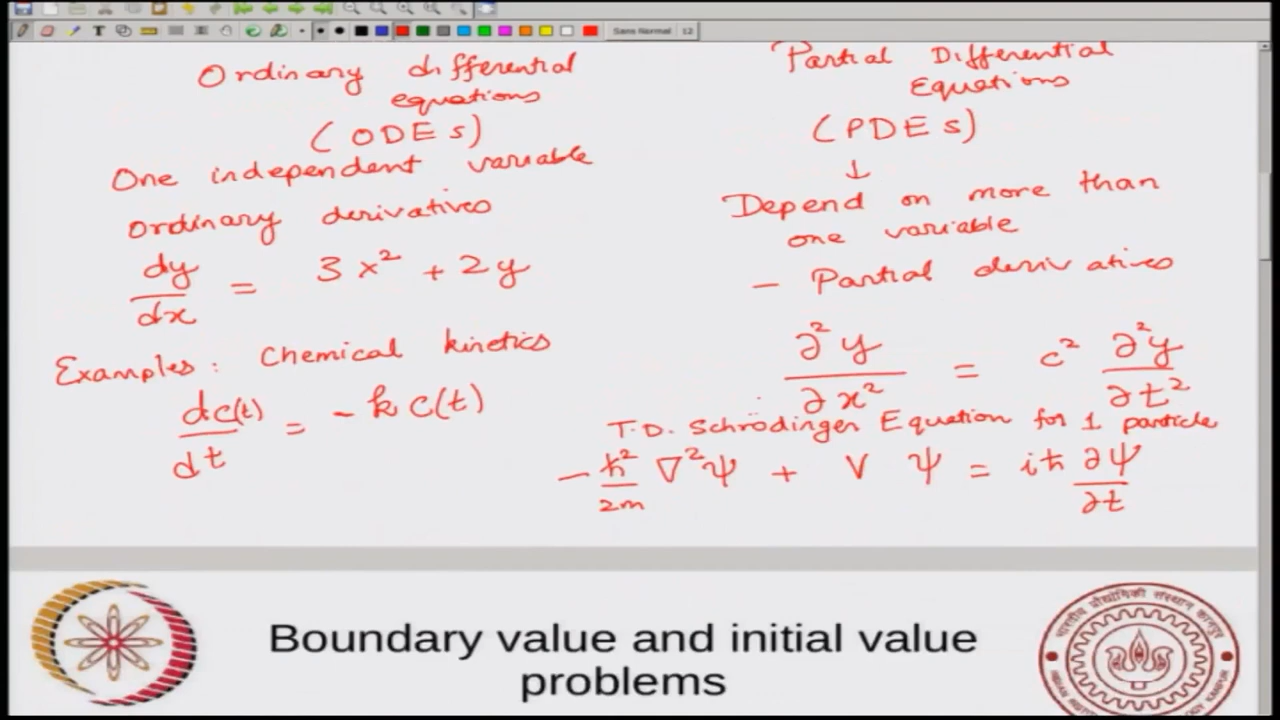 Sans Normal 12
Ordinary differential
equations
(ODEs)
One independent variable
Ordinary derivatives
dy/dx = 3x² + 2y
Examples: Chemical kinetics
dc(t)/dt = -k c(t)
Partial Differential
Equations
(PDEs)
↓
Depend on more than
one variable
- Partial derivatives
∂²y/∂x² = c² ∂²y/∂t²
T.D. Schrödinger Equation for 1 particle
-ħ²/2m ∇²ψ + V ψ = iħ ∂ψ/∂t
Boundary value and initial value
problems
भारतीय प्रौद्योगिकी संस्थान कानपुर